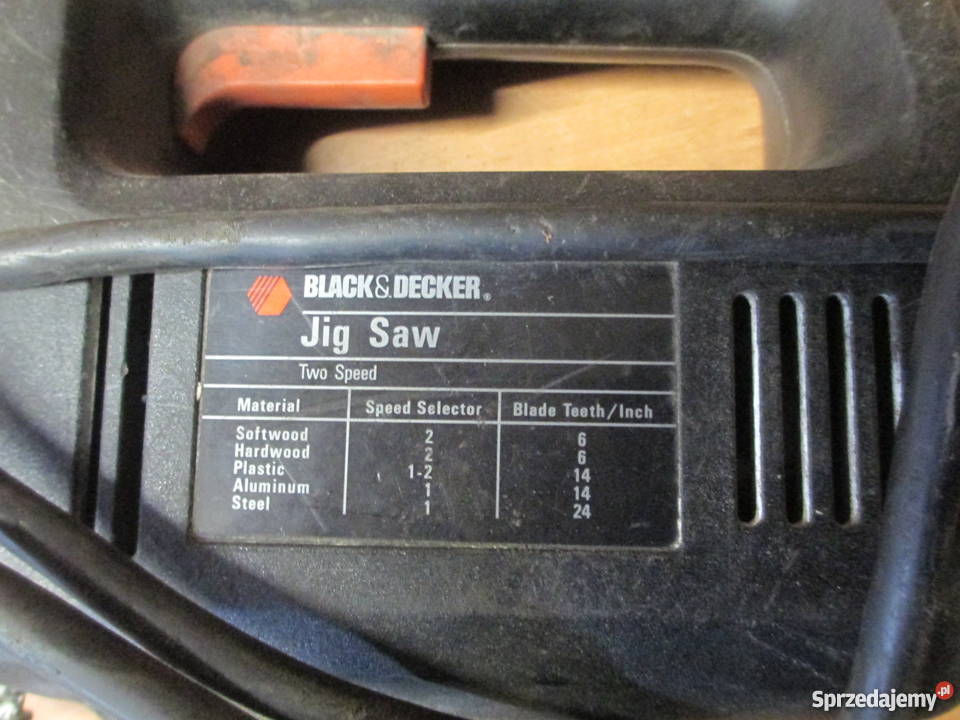 BLACK&DECKER®
Jig Saw
Two Speed
Material Speed Selector Blade Teeth/Inch
Softwood 2 6
Hardwood 2 6
Plastic 1-2 14
Aluminum 1 14
Steel 1 24
Sprzedajemy.pl